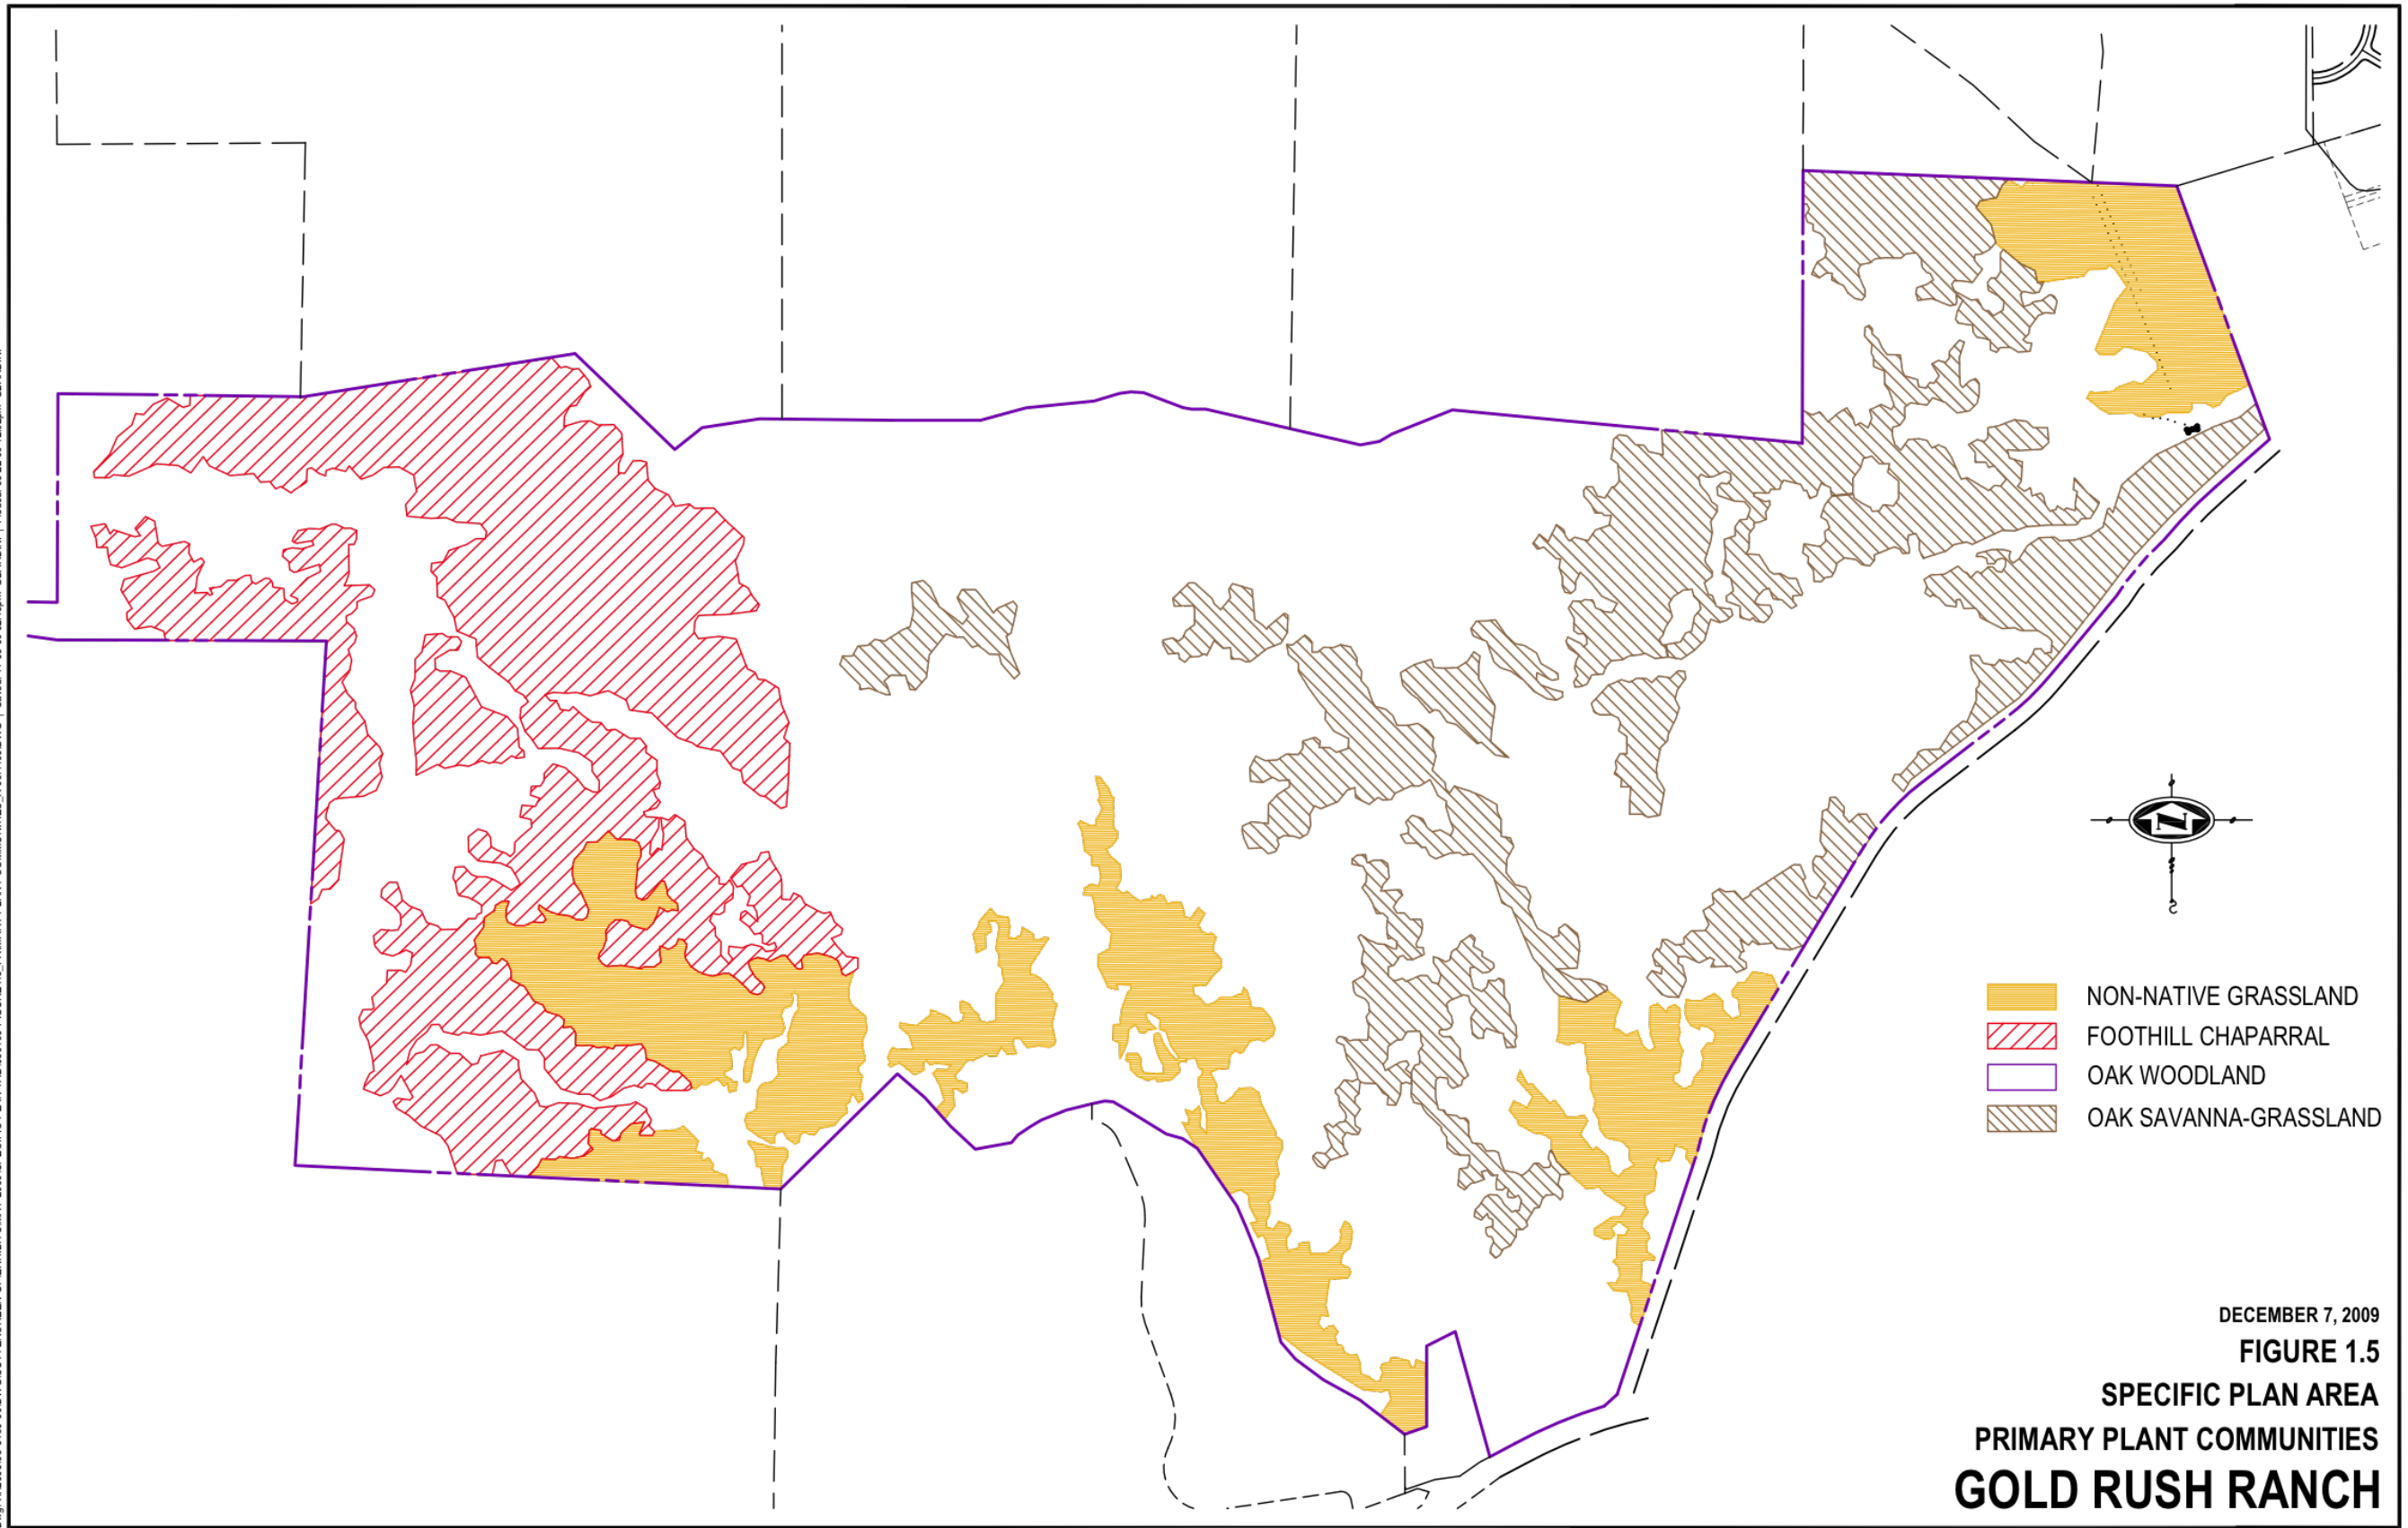 N
S
NON-NATIVE GRASSLAND
FOOTHILL CHAPARRAL
OAK WOODLAND
OAK SAVANNA-GRASSLAND
DECEMBER 7, 2009
FIGURE 1.5
SPECIFIC PLAN AREA
PRIMARY PLANT COMMUNITIES
GOLD RUSH RANCH